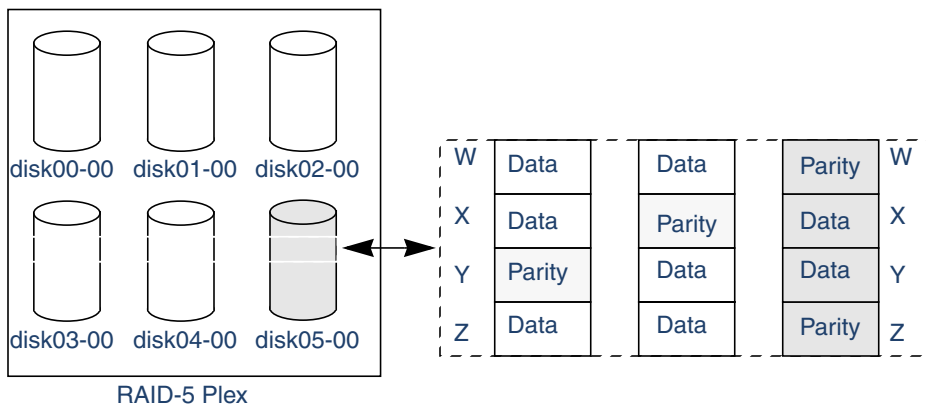 disk00-00 disk01-00 disk02-00
disk03-00 disk04-00 disk05-00
RAID-5 Plex
W Data Data Parity W
X Data Parity Data X
Y Parity Data Data Y
Z Data Data Parity Z